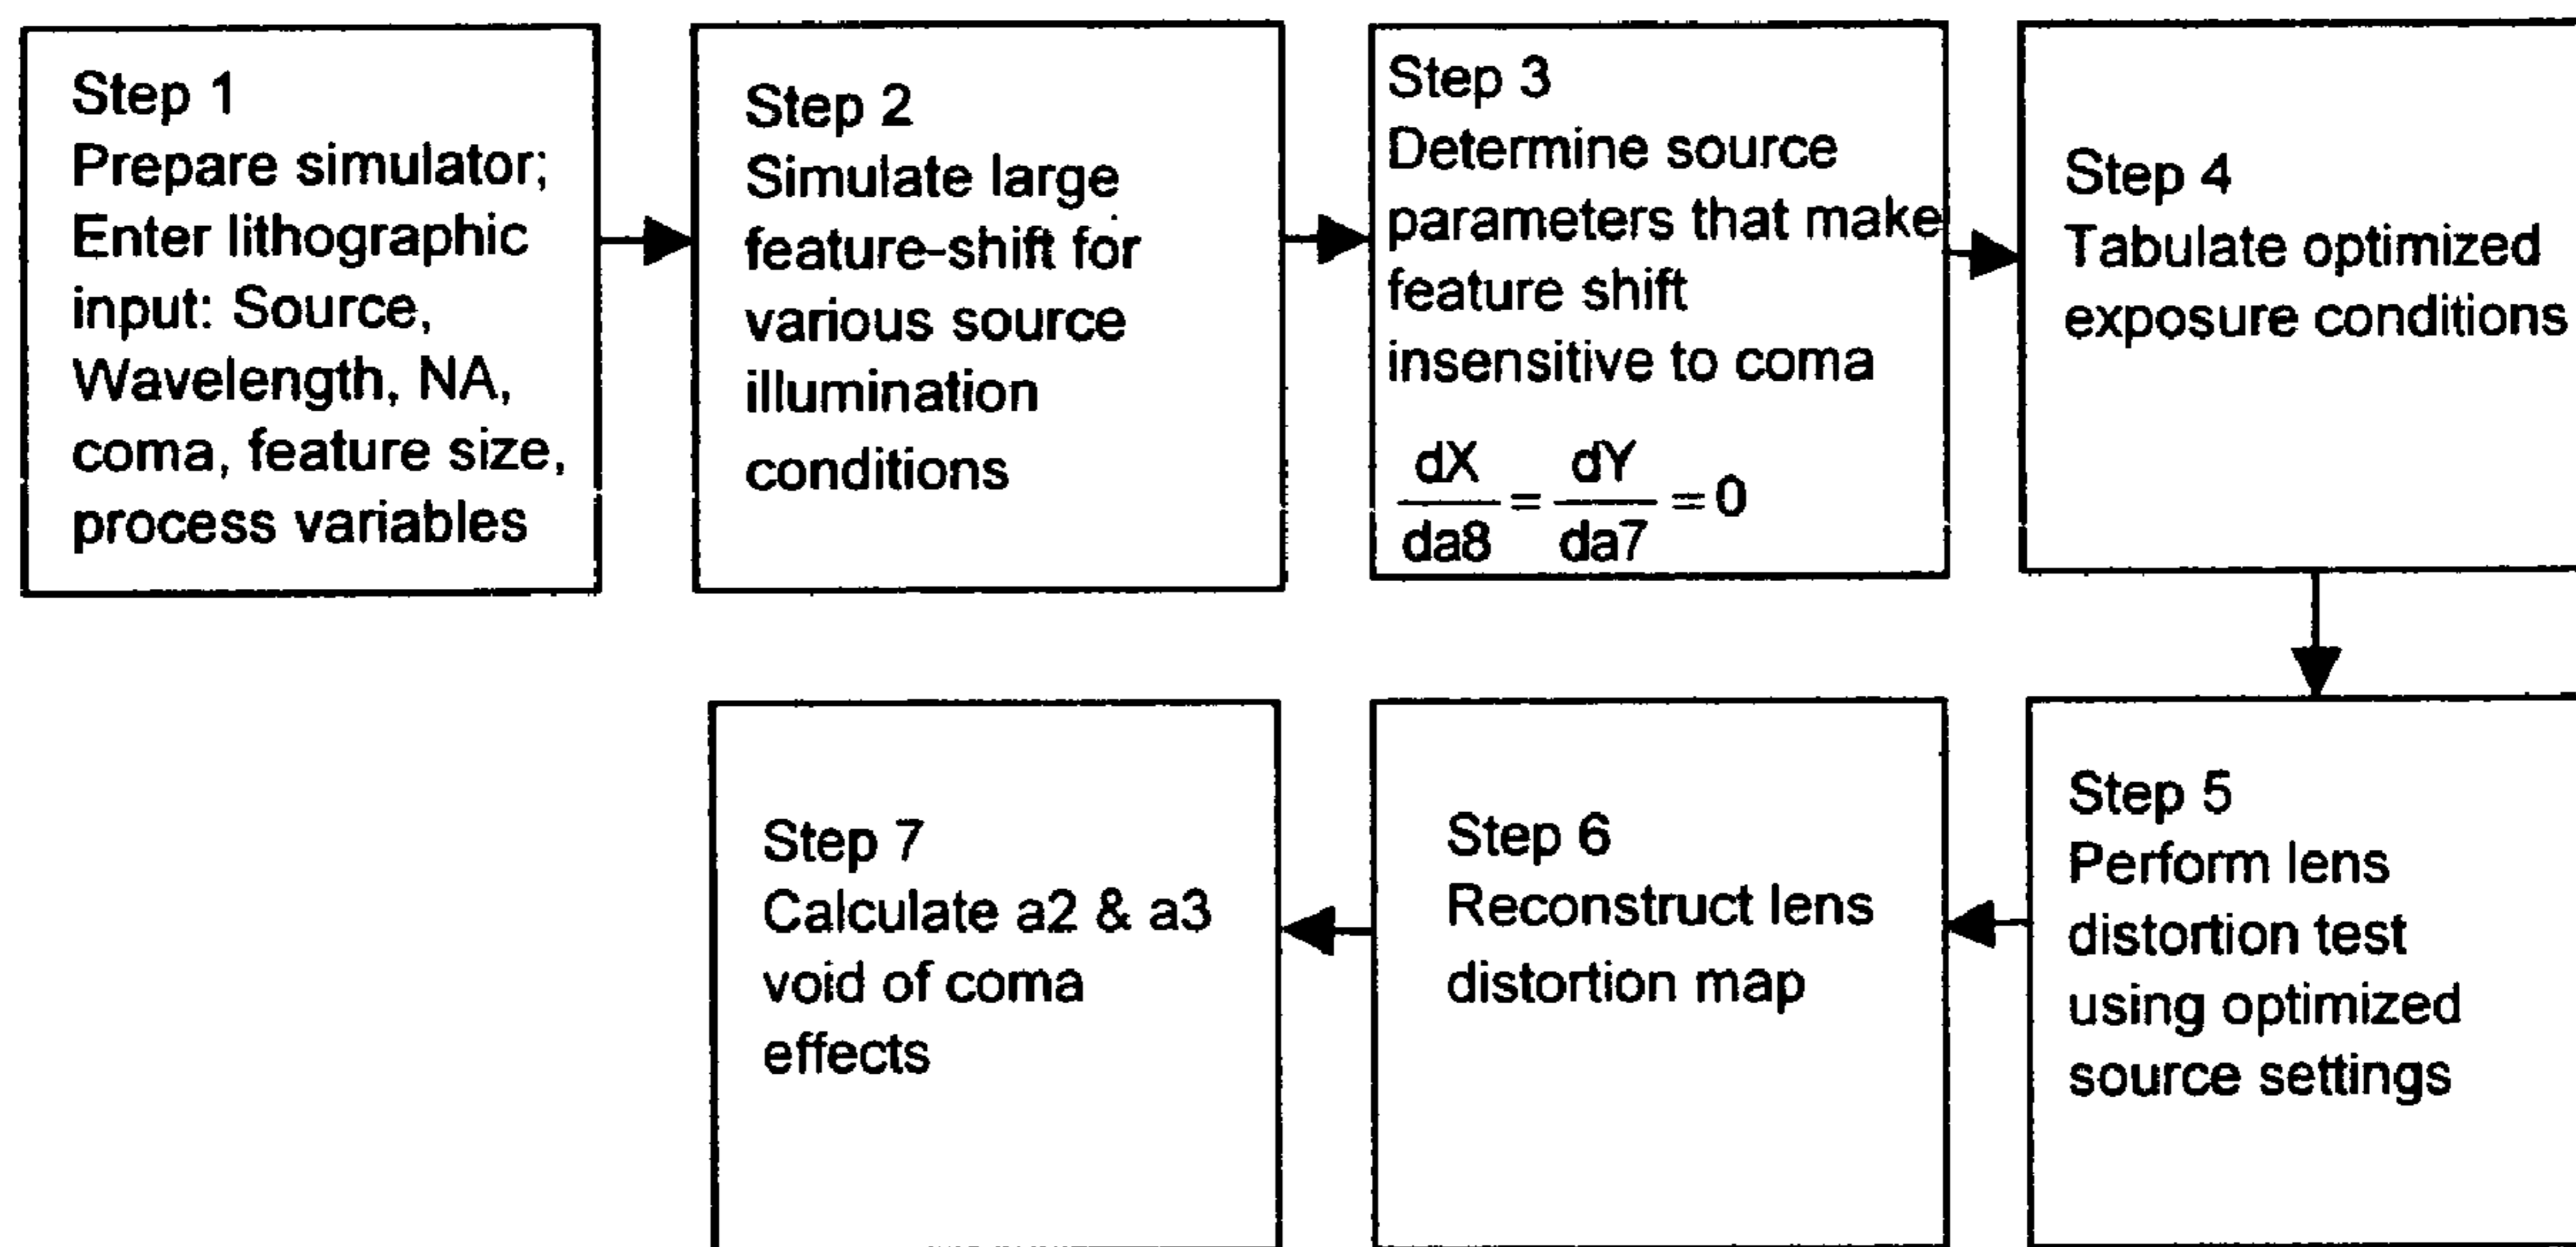 Step 1
Prepare simulator;
Enter lithographic
input: Source,
Wavelength, NA,
coma, feature size,
process variables
Step 2
Simulate large
feature-shift for
various source
illumination
conditions
Step 3
Determine source
parameters that make
feature shift
insensitive to coma
dX/da8 = dY/da7 = 0
Step 4
Tabulate optimized
exposure conditions
Step 5
Perform lens
distortion test
using optimized
source settings
Step 6
Reconstruct lens
distortion map
Step 7
Calculate a2 & a3
void of coma
effects